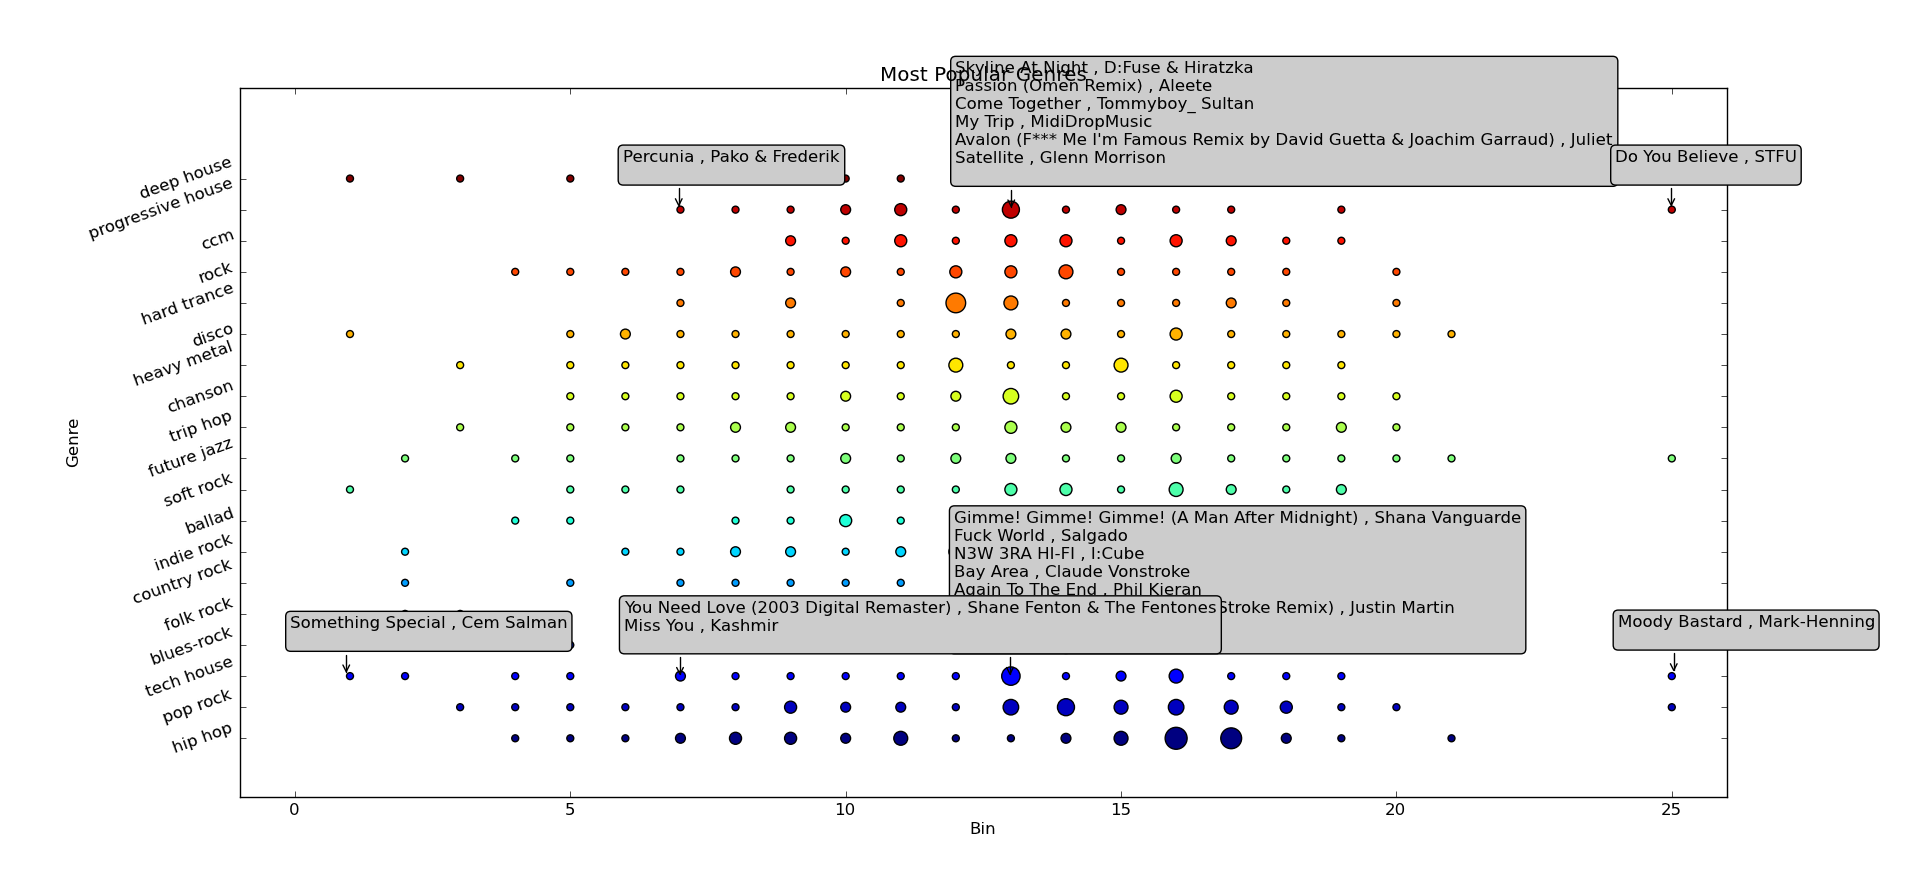 Most Popular Genres
Skyline At Night , D:Fuse & Hiratzka
Passion (Omen Remix) , Aleete
Come Together , Tommyboy_ Sultan
My Trip , MidiDropMusic
Avalon (F*** Me I'm Famous Remix by David Guetta & Joachim Garraud) , Juliet
Satellite , Glenn Morrison
Percunia , Pako & Frederik
Do You Believe , STFU
deep house
progressive house
ccm
rock
hard trance
disco
heavy metal
chanson
trip hop
future jazz
soft rock
ballad
indie rock
country rock
folk rock
blues-rock
tech house
pop rock
hip hop
Genre
Gimme! Gimme! Gimme! (A Man After Midnight) , Shana Vanguarde
Fuck World , Salgado
N3W 3RA HI-FI , I:Cube
Bay Area , Claude Vonstroke
Again To The End , Phil Kieran
Stroke Remix) , Justin Martin
You Need Love (2003 Digital Remaster) , Shane Fenton & The Fentones
Miss You , Kashmir
Something Special , Cem Salman
Moody Bastard , Mark-Henning
0 5 10 15 20 25
Bin